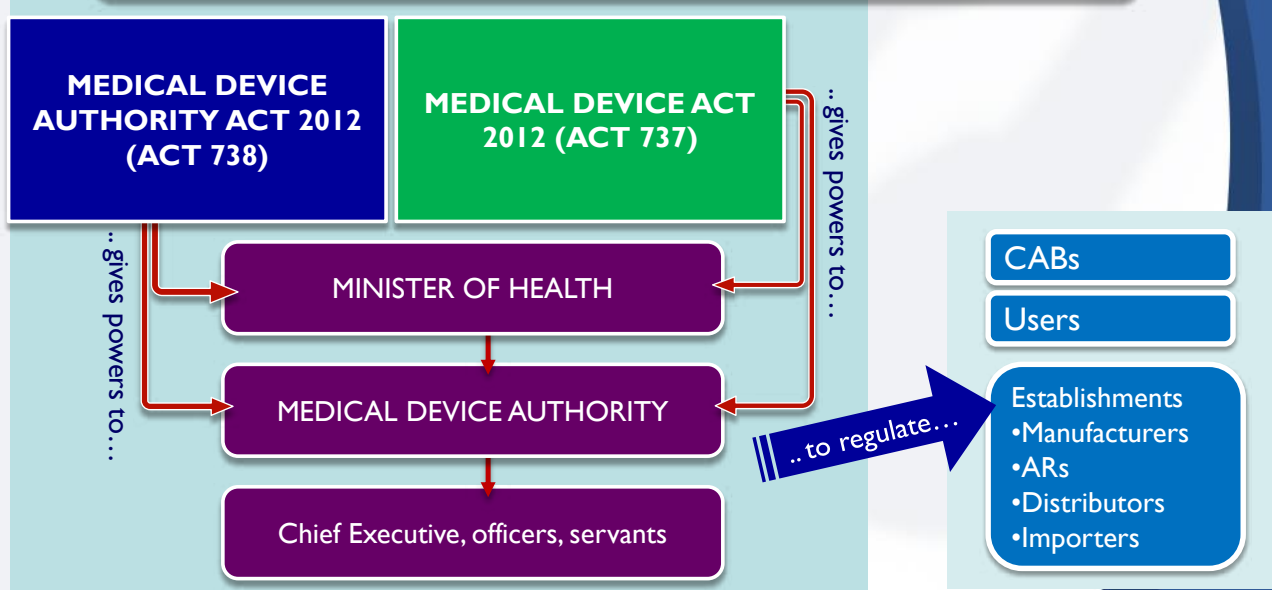 MEDICAL DEVICE
AUTHORITY ACT 2012
(ACT 738)
MEDICAL DEVICE ACT
2012 (ACT 737)
..gives powers to…
..gives powers to…
MINISTER OF HEALTH
MEDICAL DEVICE AUTHORITY
Chief Executive, officers, servants
..to regulate…
CABs
Users
Establishments
•Manufacturers
•ARs
•Distributors
•Importers